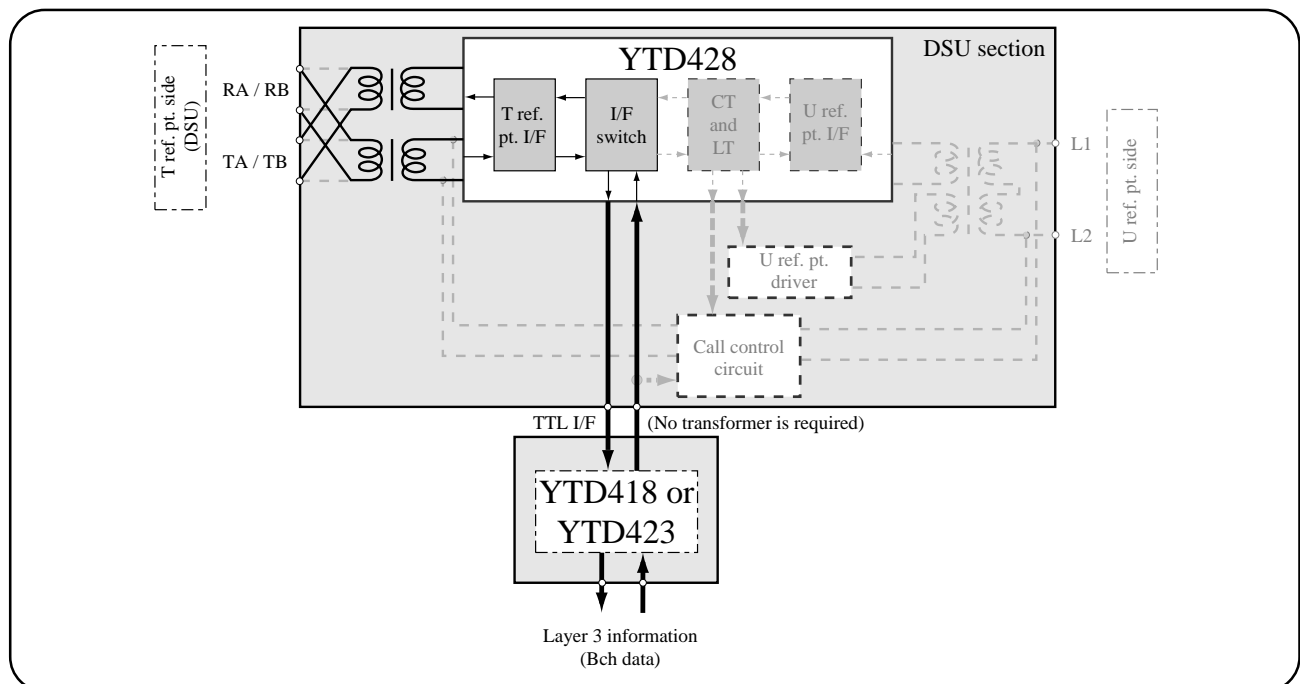 DSU section
YTD428
T ref. pt. side
(DSU)
RA / RB
TA / TB
T ref.
pt. I/F
I/F
switch
CT
and
LT
U ref.
pt. I/F
L1
L2
U ref. pt. side
U ref. pt.
driver
Call control
circuit
TTL I/F
(No transformer is required)
YTD418 or
YTD423
Layer 3 information
(Bch data)